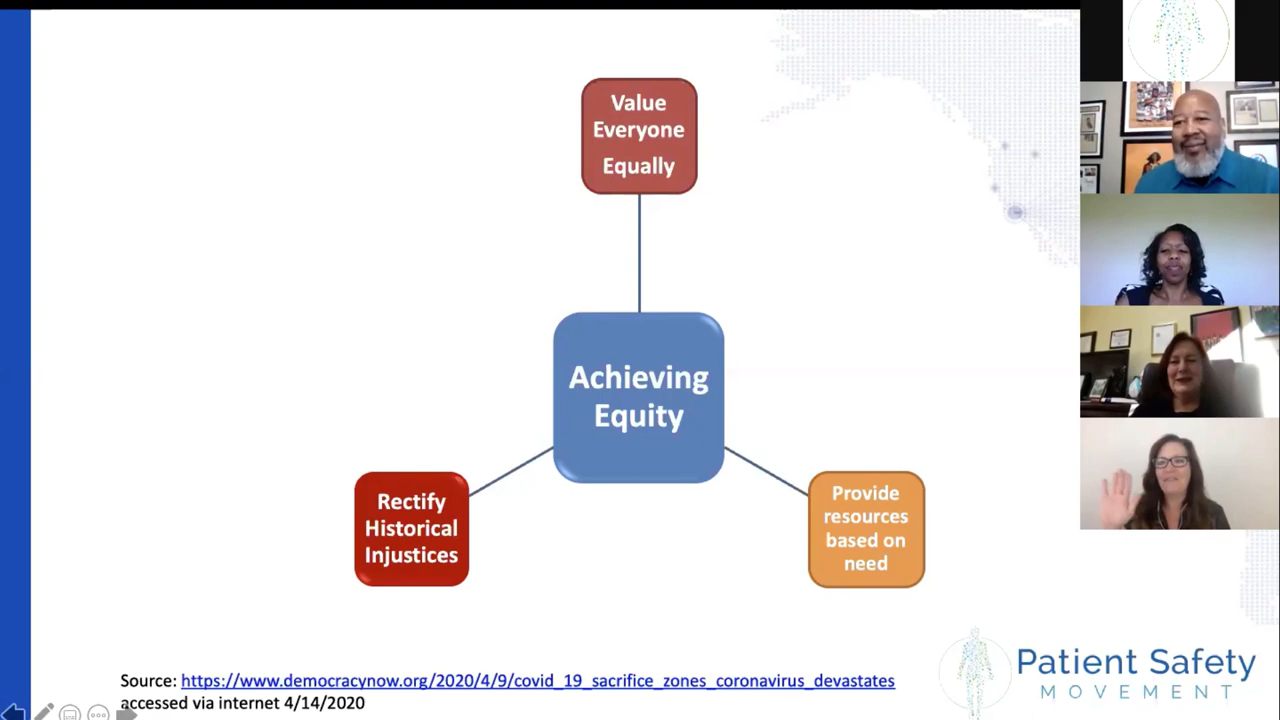 Value
Everyone
Equally
Achieving
Equity
Rectify
Historical
Injustices
Provide
resources
based on
need
Source: https://www.democracynow.org/2020/4/9/covid_19_sacrifice_zones_coronavirus_devastates
accessed via internet 4/14/2020
Patient Safety
MOVEMENT